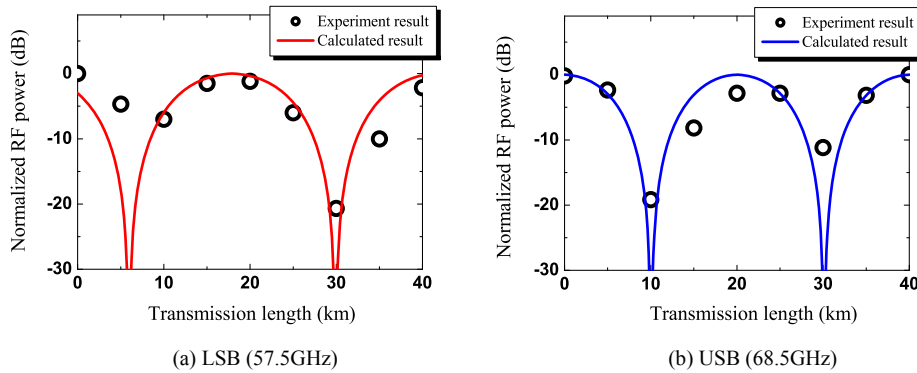 Experiment result
Calculated result
Normalized RF power (dB)
0
-10
-20
-30
0 10 20 30 40
Transmission length (km)
(a) LSB (57.5GHz)
Experiment result
Calculated result
Normalized RF power (dB)
0
-10
-20
-30
0 10 20 30 40
Transmission length (km)
(b) USB (68.5GHz)